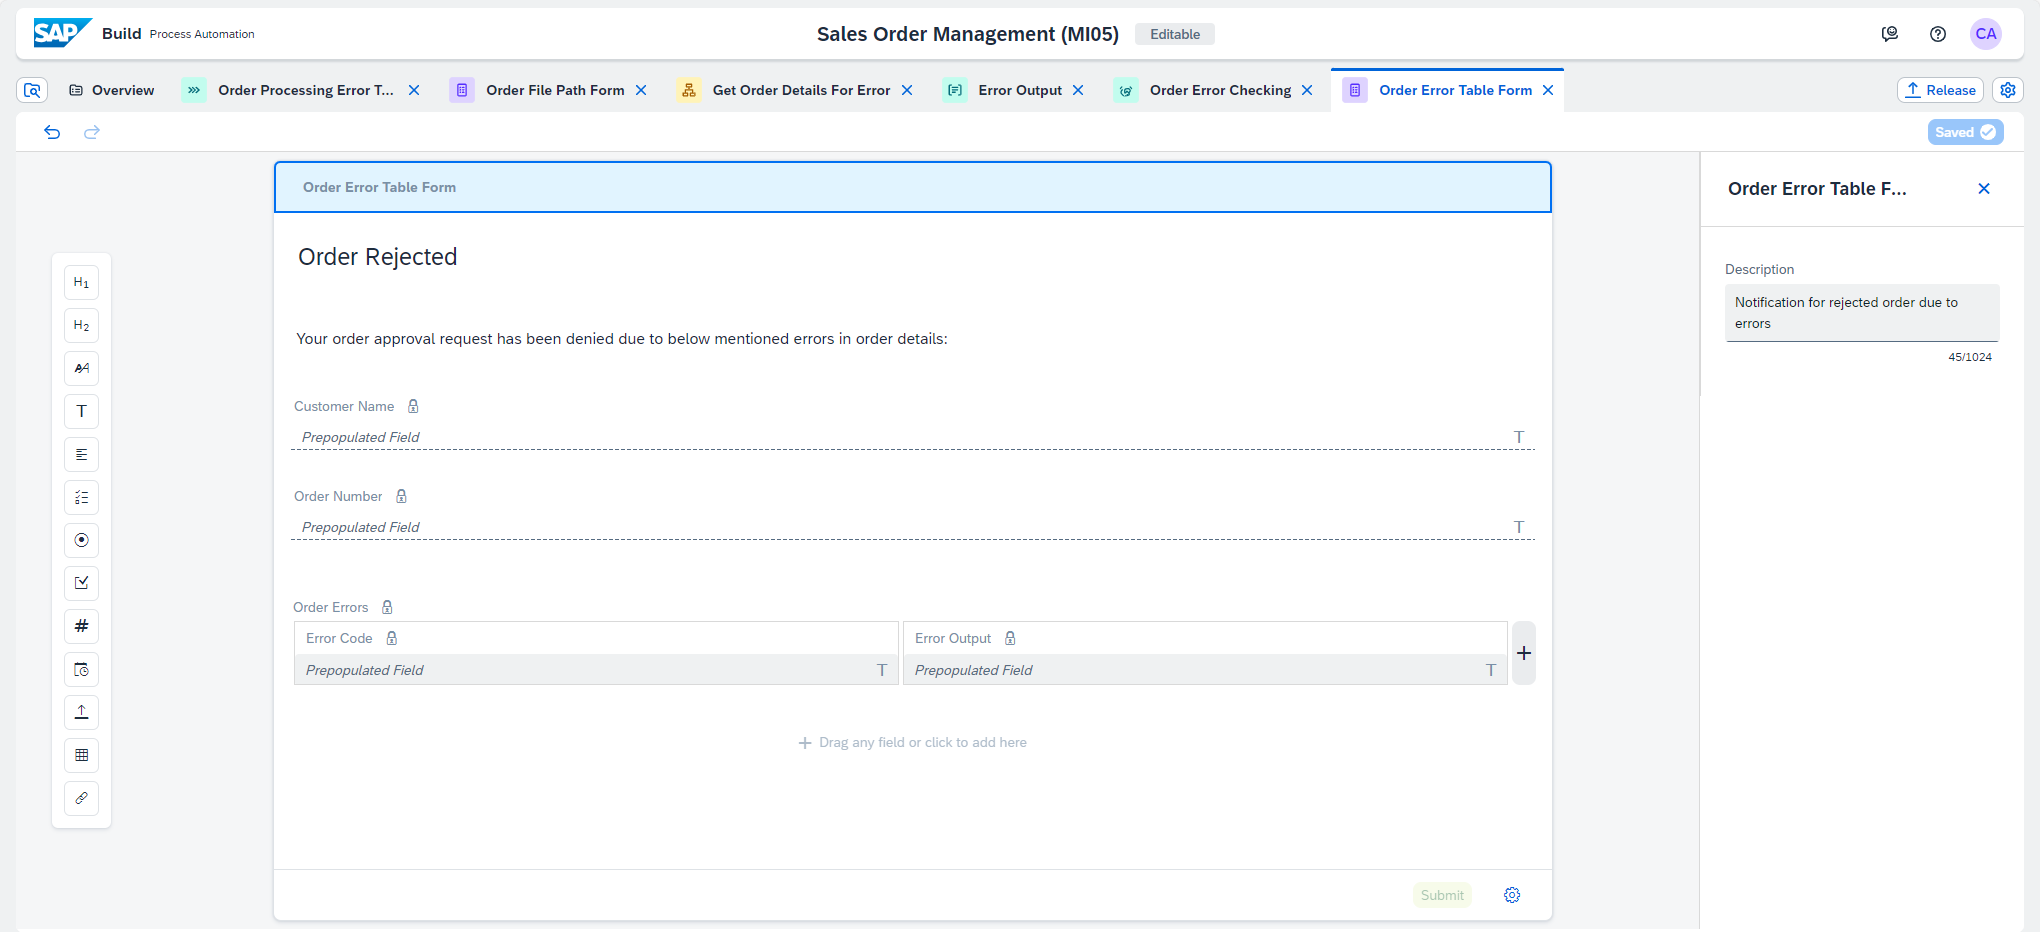 SAP Build Process Automation
Sales Order Management (MI05) Editable
CA
Overview
Order Processing Error T...
Order File Path Form
Get Order Details For Error
Error Output
Order Error Checking
Order Error Table Form
Release
Saved
Order Error Table Form
Order Error Table F...
Order Rejected
Description
Notification for rejected order due to
errors
45/1024
H1
H2
AA
T
#
Your order approval request has been denied due to below mentioned errors in order details:
Customer Name
Prepopulated Field T
Order Number
Prepopulated Field T
Order Errors
Error Code Error Output
Prepopulated Field T Prepopulated Field T
+
+ Drag any field or click to add here
Submit